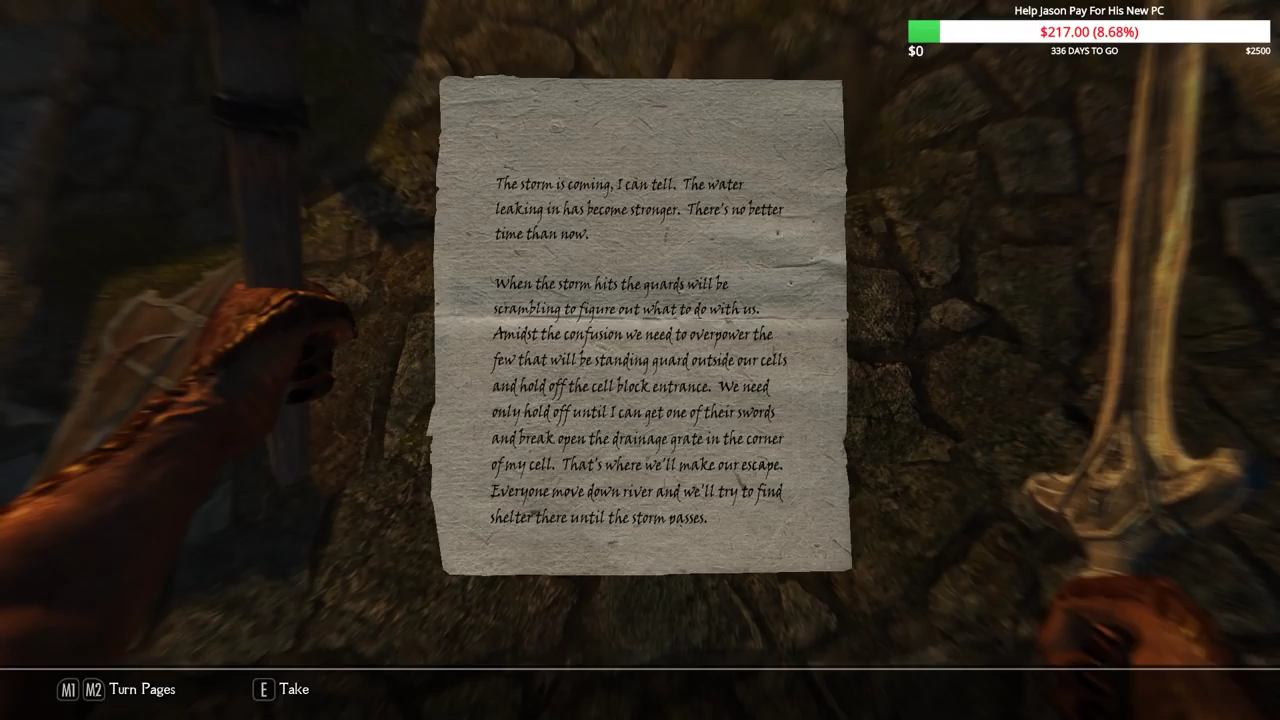 Help Jason Pay For His New PC
$217.00 (8.68%)
$0
336 DAYS TO GO
$2500
The storm is coming, I can tell. The water
leaking in has become stronger. There's no better
time than now.
When the storm hits the guards will be
scrambling to figure out what to do with us.
Amidst the confusion we need to overpower the
few that will be standing guard outside our cells
and hold off the cell block entrance. We need
only hold off until I can get one of their swords
and break open the drainage grate in the corner
of my cell. That's where we'll make our escape.
Everyone move down river and we'll try to find
shelter there until the storm passes.
M1 M2 Turn Pages
E Take